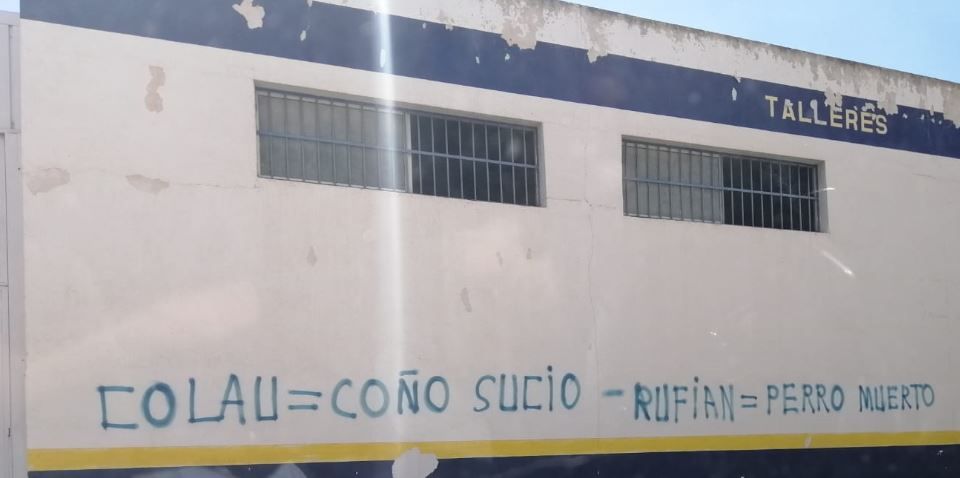 TALLERES
COLAU = COÑO SUCiO - RUFiAN = PERRO MUERTO